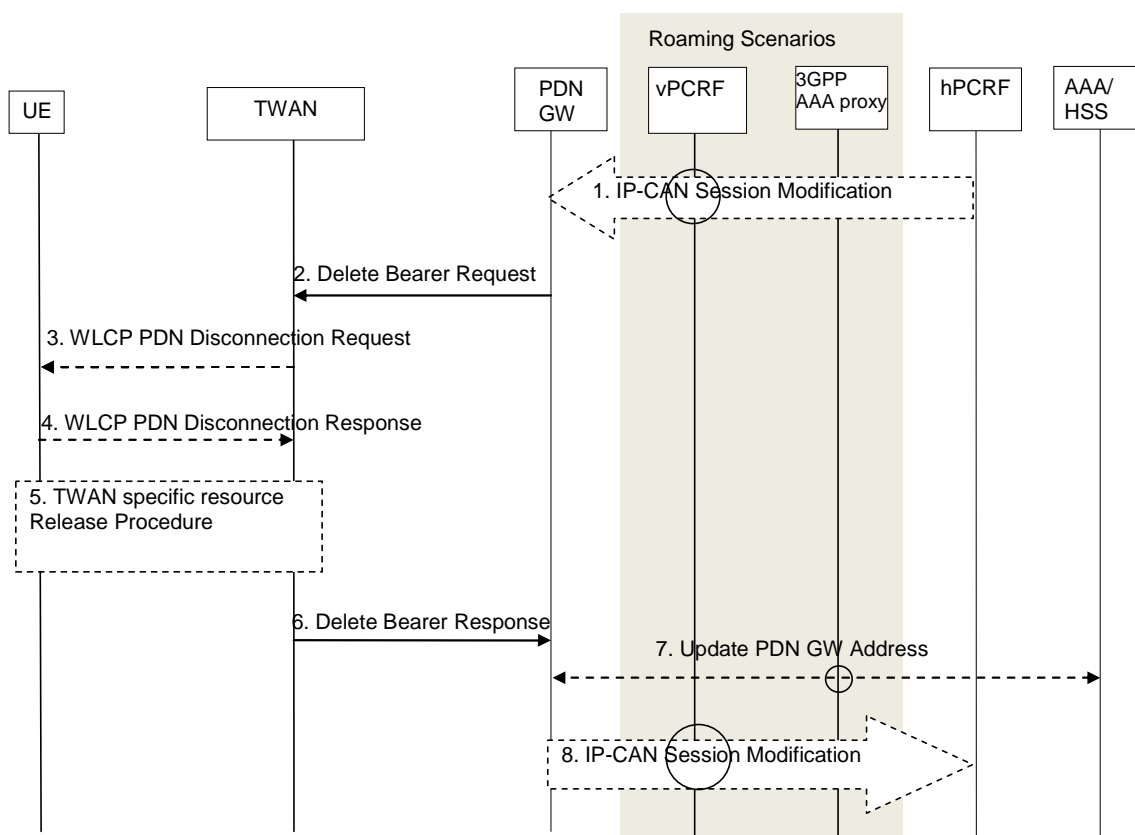 Roaming Scenarios
UE
TWAN
PDN
GW
vPCRF
3GPP
AAA proxy
hPCRF
AAA/
HSS
1. IP-CAN Session Modification
2. Delete Bearer Request
3. WLCP PDN Disconnection Request
4. WLCP PDN Disconnection Response
5. TWAN specific resource
Release Procedure
6. Delete Bearer Response
7. Update PDN GW Address
8. IP-CAN Session Modification